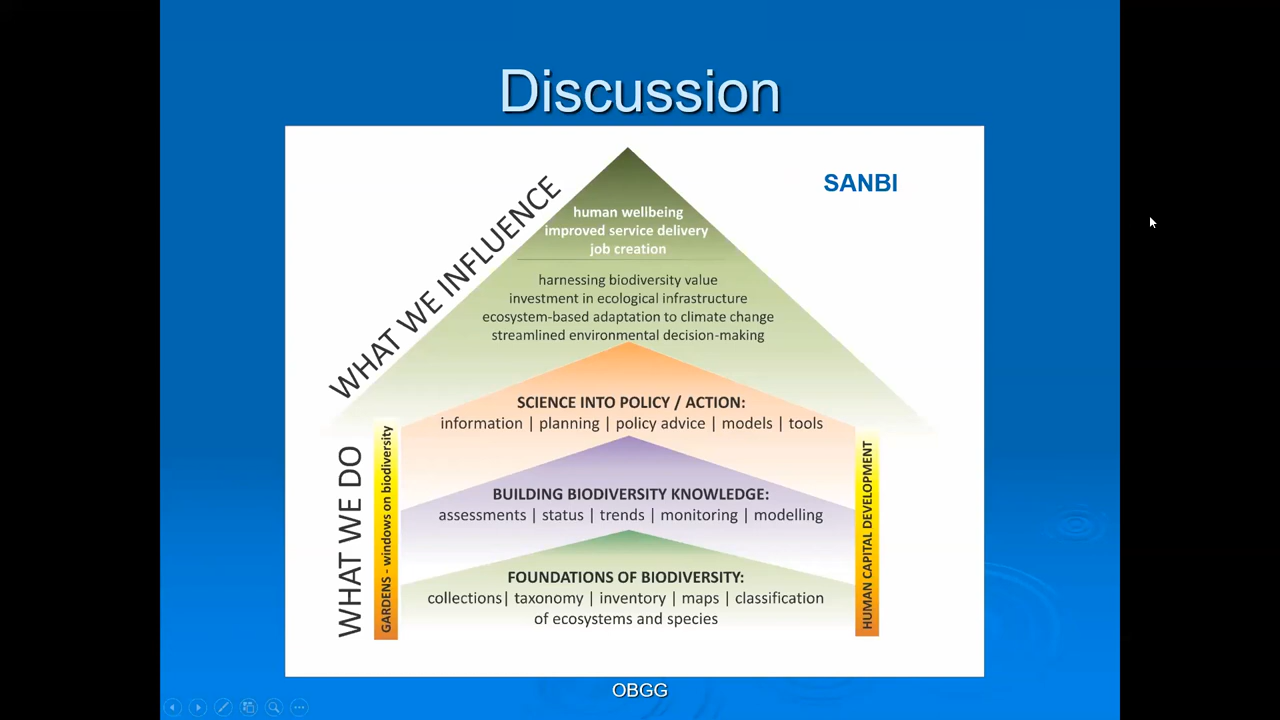 Discussion
SANBI
WHAT WE INFLUENCE
human wellbeing
improved service delivery
job creation
harnessing biodiversity value
investment in ecological infrastructure
ecosystem-based adaptation to climate change
streamlined environmental decision-making
WHAT WE DO
GARDENS - windows on biodiversity
SCIENCE INTO POLICY / ACTION:
information | planning | policy advice | models | tools
BUILDING BIODIVERSITY KNOWLEDGE:
assessments | status | trends | monitoring | modelling
FOUNDATIONS OF BIODIVERSITY:
collections| taxonomy | inventory | maps | classification
of ecosystems and species
HUMAN CAPITAL DEVELOPMENT
OBGG